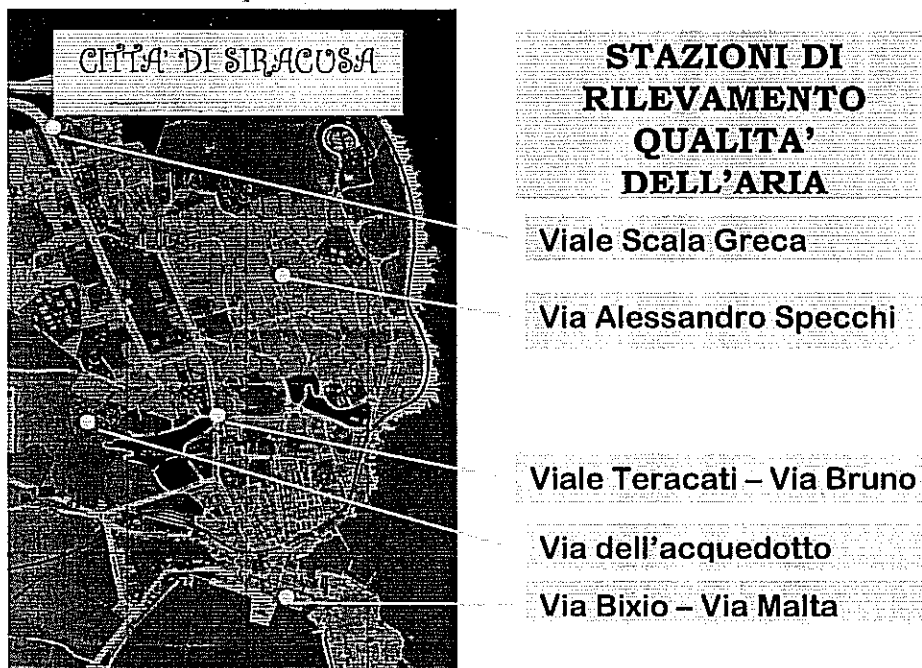 CITTA' DI SIRACUSA
STAZIONI DI
RILEVAMENTO
QUALITA'
DELL'ARIA
Viale Scala Greca
Via Alessandro Specchi
Viale Teracati – Via Bruno
Via dell'acquedotto
Via Bixio – Via Malta